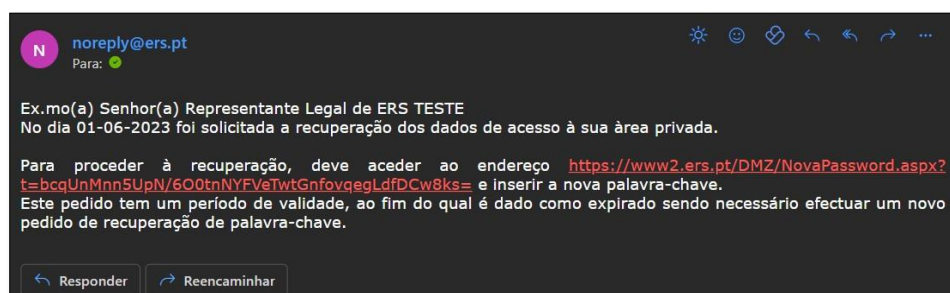 N
noreply@ers.pt
Para:
Ex.mo(a) Senhor(a) Representante Legal de ERS TESTE
No dia 01-06-2023 foi solicitada a recuperação dos dados de acesso à sua àrea privada.
Para proceder à recuperação, deve aceder ao endereço https://www2.ers.pt/DMZ/NovaPassword.aspx?
t=bcqUnMnn5UpN/6O0tnNYFVeTwtGnfovqegLdfDCw8ks= e inserir a nova palavra-chave.
Este pedido tem um período de validade, ao fim do qual é dado como expirado sendo necessário efectuar um novo
pedido de recuperação de palavra-chave.
Responder
Reencaminhar